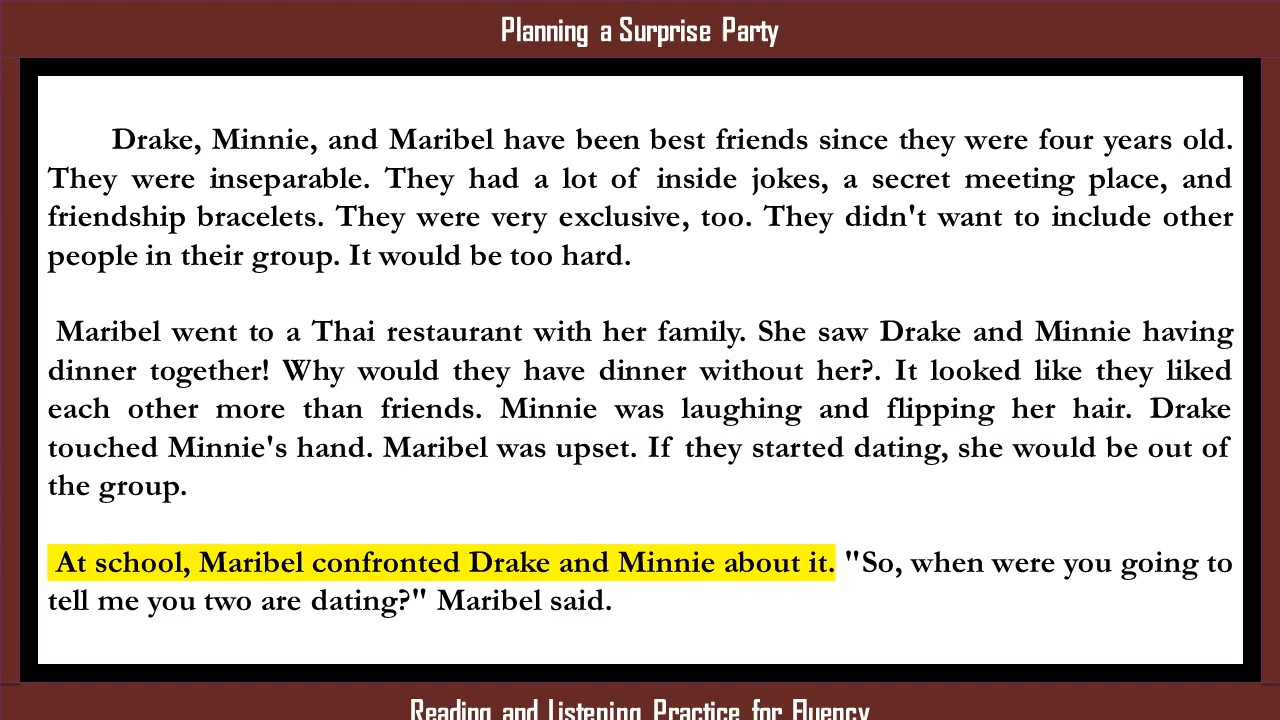 Planning a Surprise Party
Drake, Minnie, and Maribel have been best friends since they were four years old.
They were inseparable. They had a lot of inside jokes, a secret meeting place, and
friendship bracelets. They were very exclusive, too. They didn't want to include other
people in their group. It would be too hard.
Maribel went to a Thai restaurant with her family. She saw Drake and Minnie having
dinner together! Why would they have dinner without her?. It looked like they liked
each other more than friends. Minnie was laughing and flipping her hair. Drake
touched Minnie's hand. Maribel was upset. If they started dating, she would be out of
the group.
At school, Maribel confronted Drake and Minnie about it. "So, when were you going to
tell me you two are dating?" Maribel said.
Reading and Listening Practice for Fluency